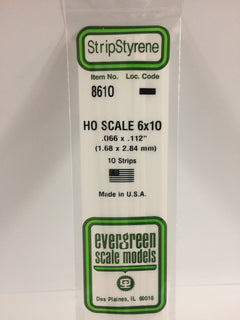 StripStyrene
Item No. Loc. Code
8610
HO SCALE 6x10
.066 x .112"
(1.68 x 2.84 mm)
10 Strips
Made in U.S.A.
evergreen
scale models
Des Plaines, IL 60018